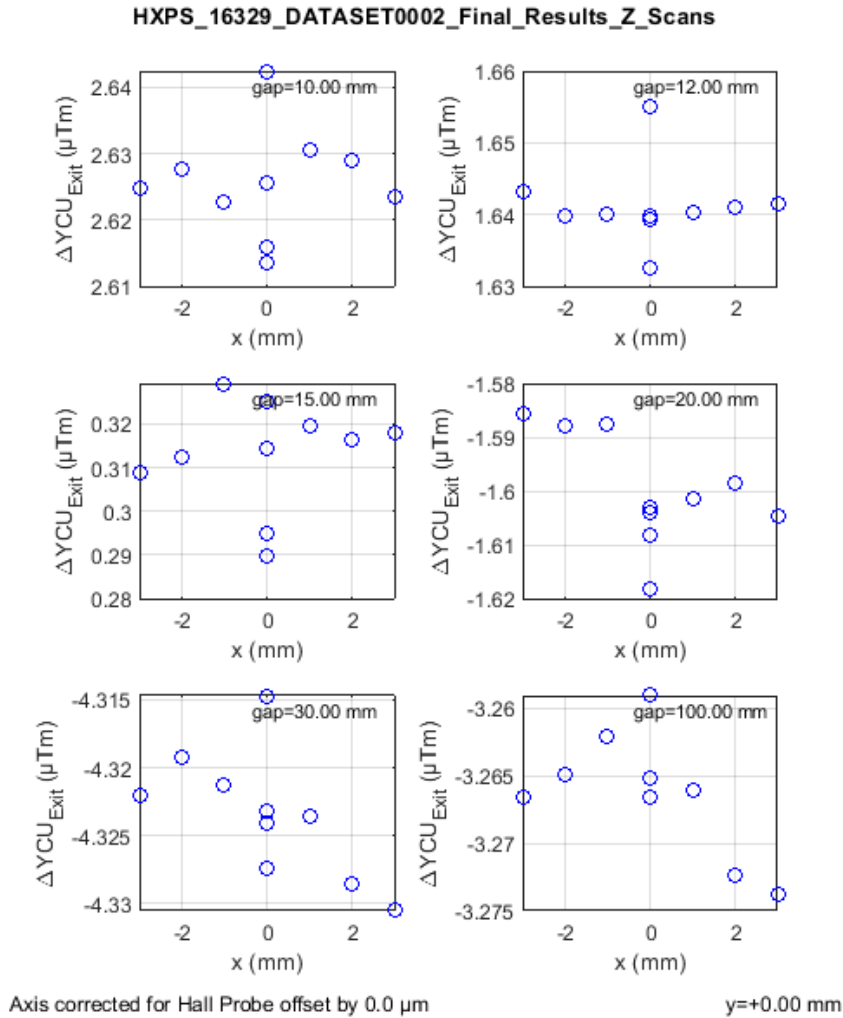 HXPS_16329_DATASET0002_Final_Results_Z_Scans
gap=10.00 mm
2.64
2.63
2.62
2.61
ΔYCU_Exit (µTm)
-2 0 2
x (mm)
gap=12.00 mm
1.66
1.65
1.64
1.63
ΔYCU_Exit (µTm)
-2 0 2
x (mm)
gap=15.00 mm
0.32
0.31
0.3
0.29
0.28
ΔYCU_Exit (µTm)
-2 0 2
x (mm)
gap=20.00 mm
-1.58
-1.59
-1.6
-1.61
-1.62
ΔYCU_Exit (µTm)
-2 0 2
x (mm)
gap=30.00 mm
-4.315
-4.32
-4.325
-4.33
ΔYCU_Exit (µTm)
-2 0 2
x (mm)
gap=100.00 mm
-3.26
-3.265
-3.27
-3.275
ΔYCU_Exit (µTm)
-2 0 2
x (mm)
Axis corrected for Hall Probe offset by 0.0 µm
y=+0.00 mm